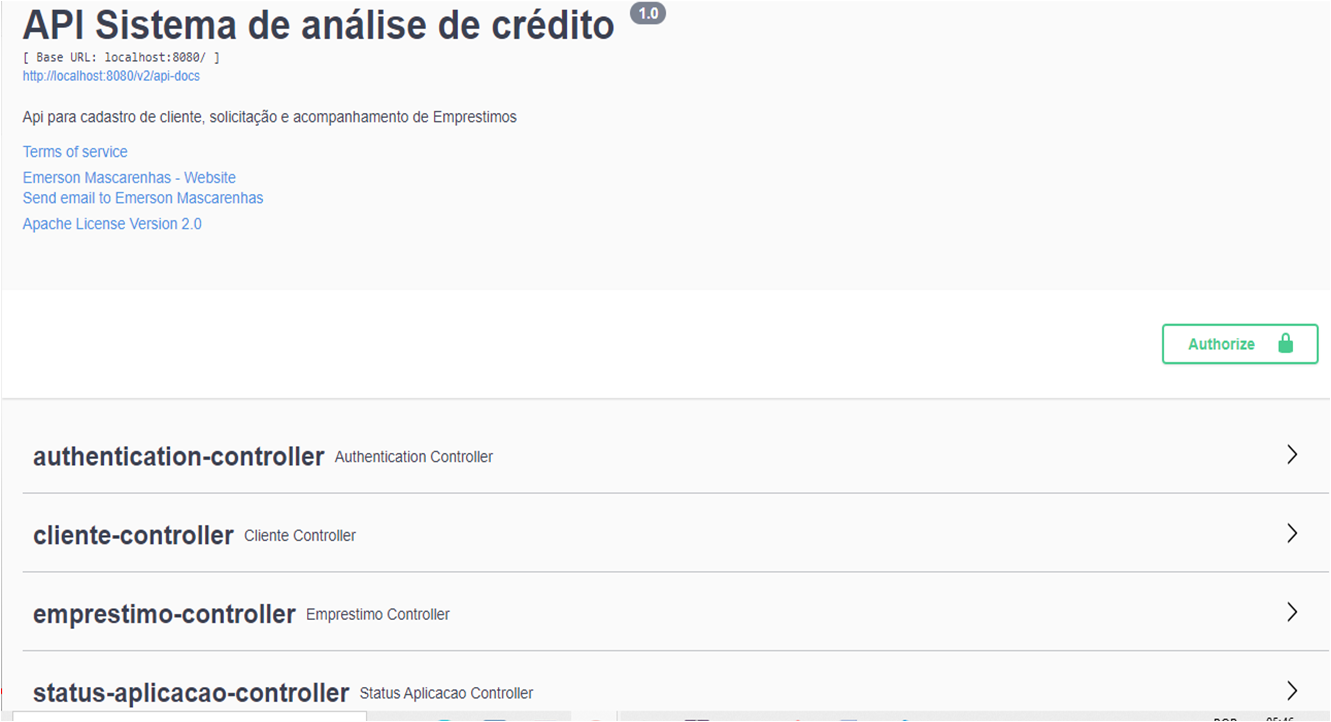 API Sistema de análise de crédito 1.0
[ Base URL: localhost:8080/ ]
http://localhost:8080/v2/api-docs
Api para cadastro de cliente, solicitação e acompanhamento de Emprestimos
Terms of service
Emerson Mascarenhas - Website
Send email to Emerson Mascarenhas
Apache License Version 2.0
Authorize
authentication-controller Authentication Controller
cliente-controller Cliente Controller
emprestimo-controller Emprestimo Controller
status-aplicacao-controller Status Aplicacao Controller